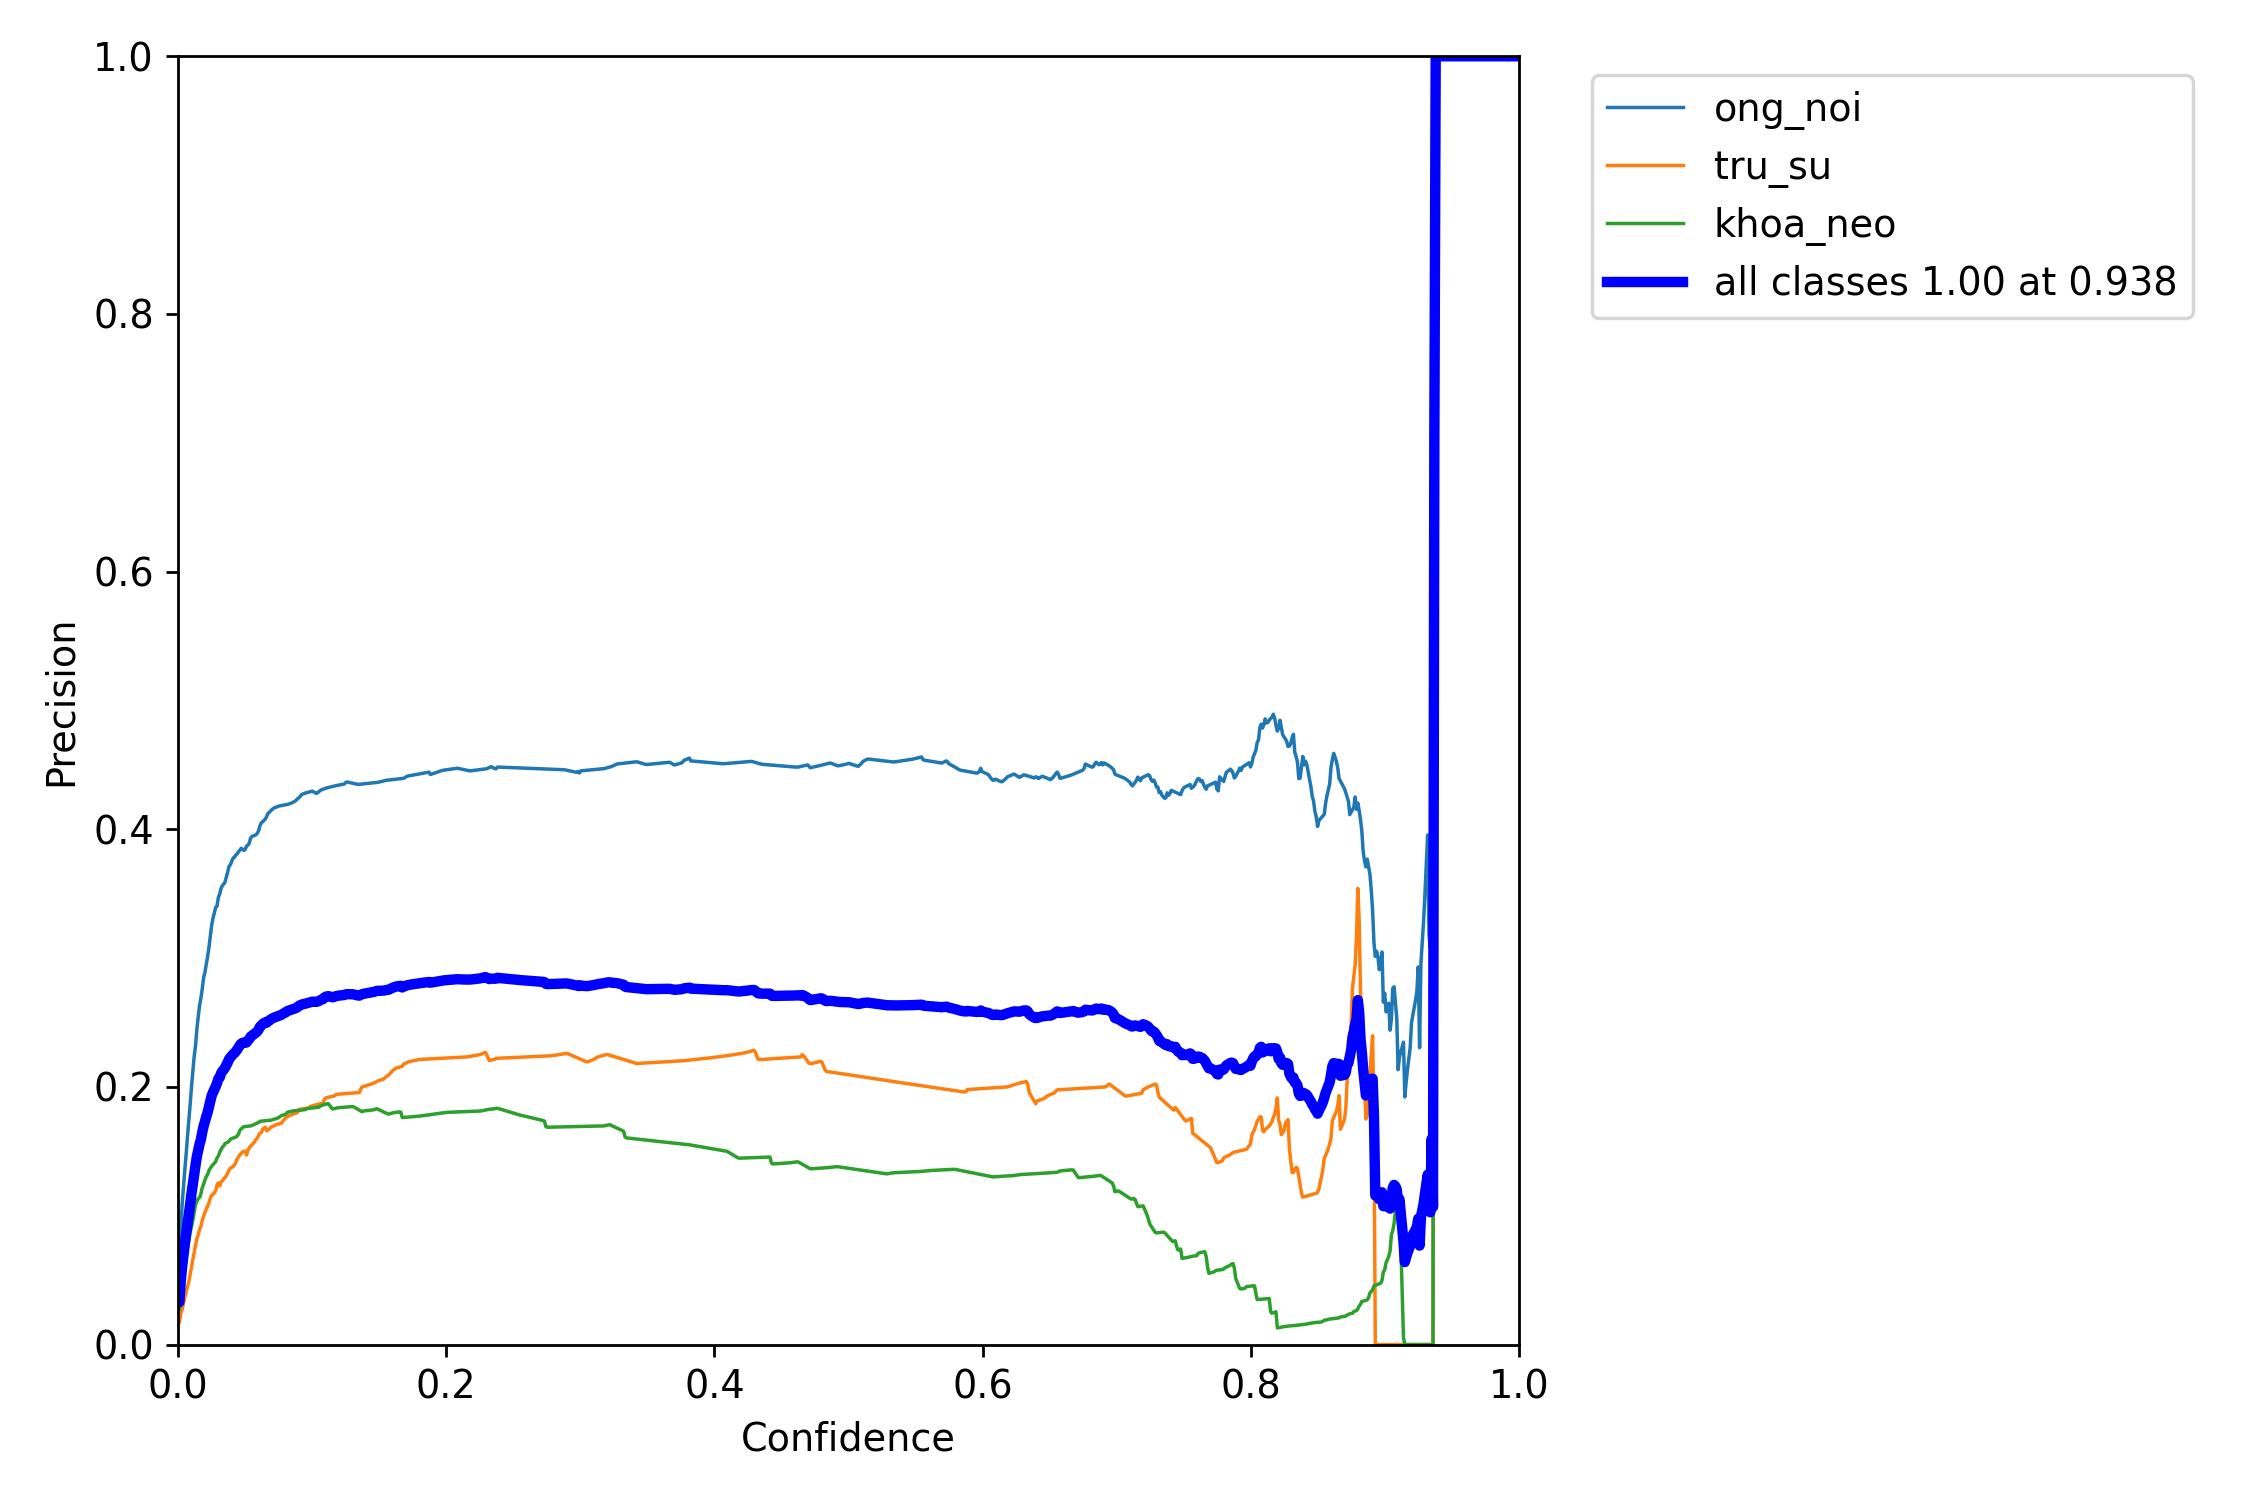 1.0
0.8
0.6
0.4
0.2
0.0
Precision
0.0 0.2 0.4 0.6 0.8 1.0
Confidence
ong_noi
tru_su
khoa_neo
all classes 1.00 at 0.938